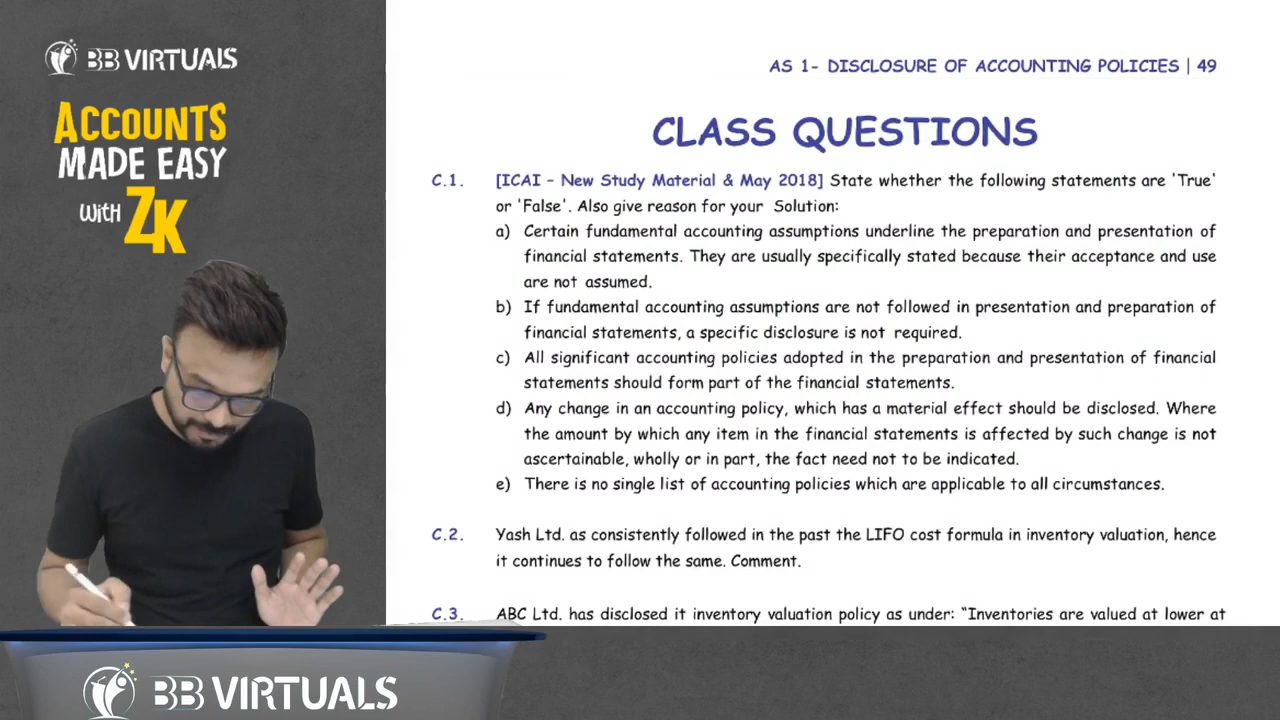 BB VIRTUALS
ACCOUNTS
MADE EASY
with ZK
AS 1- DISCLOSURE OF ACCOUNTING POLICIES | 49
CLASS QUESTIONS
C.1. [ICAI – New Study Material & May 2018] State whether the following statements are 'True'
or 'False'. Also give reason for your Solution:
a) Certain fundamental accounting assumptions underline the preparation and presentation of
financial statements. They are usually specifically stated because their acceptance and use
are not assumed.
b) If fundamental accounting assumptions are not followed in presentation and preparation of
financial statements, a specific disclosure is not required.
c) All significant accounting policies adopted in the preparation and presentation of financial
statements should form part of the financial statements.
d) Any change in an accounting policy, which has a material effect should be disclosed. Where
the amount by which any item in the financial statements is affected by such change is not
ascertainable, wholly or in part, the fact need not to be indicated.
e) There is no single list of accounting policies which are applicable to all circumstances.
C.2. Yash Ltd. as consistently followed in the past the LIFO cost formula in inventory valuation, hence
it continues to follow the same. Comment.
C.3. ABC Ltd. has disclosed it inventory valuation policy as under: “Inventories are valued at lower at
BB VIRTUALS